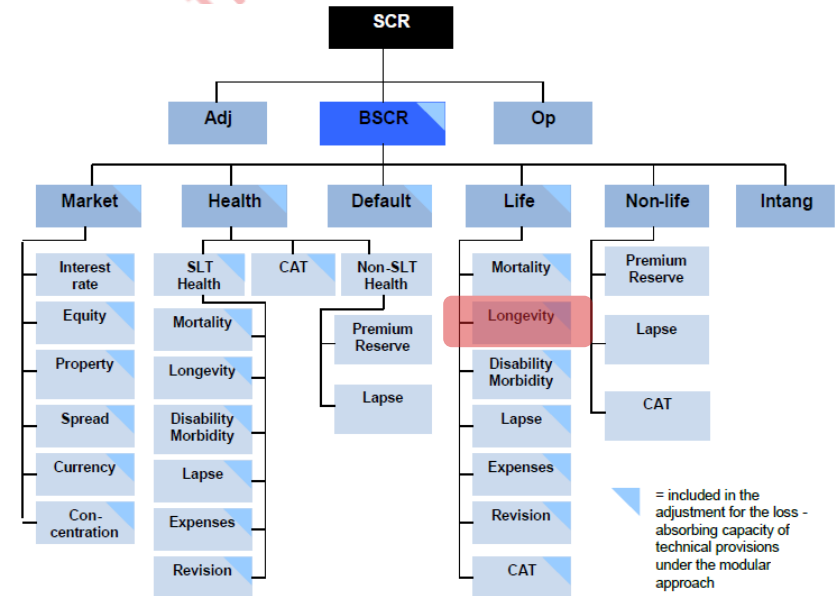 SCR
Adj
BSCR
Op
Market
Health
Default
Life
Non-life
Intang
Interest
rate
Equity
Property
Spread
Currency
Con-
centration
SLT
Health
CAT
Non-SLT
Health
Mortality
Longevity
Disability
Morbidity
Lapse
Expenses
Revision
Premium
Reserve
Lapse
Mortality
Longevity
Disability
Morbidity
Lapse
Expenses
Revision
CAT
Premium
Reserve
Lapse
CAT
= included in the
adjustment for the loss -
absorbing capacity of
technical provisions
under the modular
approach